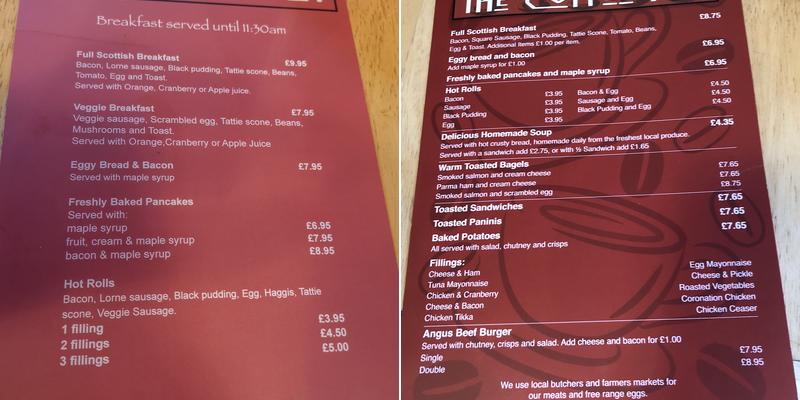 Breakfast served until 11:30am
Full Scottish Breakfast £9.95
Bacon, Lorne sausage, Black pudding, Tattie scone, Beans,
Tomato, Egg and Toast.
Served with Orange, Cranberry or Apple juice.
Veggie Breakfast £7.95
Veggie sausage, Scrambled egg, Tattie scone, Beans,
Mushrooms and Toast.
Served with Orange,Cranberry or Apple Juice
Eggy Bread & Bacon £7.95
Served with maple syrup
Freshly Baked Pancakes
Served with:
maple syrup £6.95
fruit, cream & maple syrup £7.95
bacon & maple syrup £8.95
Hot Rolls
Bacon, Lorne sausage, Black pudding, Egg, Haggis, Tattie
scone, Veggie Sausage.
1 filling £3.95
2 fillings £4.50
3 fillings £5.00
THE
Full Scottish Breakfast £8.75
Bacon, Square Sausage, Black Pudding, Tattie Scone, Tomato, Beans,
Egg & Toast. Additional Items £1.00 per item.
Eggy bread and bacon £6.95
Add maple syrup for £1.00
Freshly baked pancakes and maple syrup £6.95
Hot Rolls
Bacon £3.95 Bacon & Egg £4.50
Sausage £3.95 Sausage and Egg £4.50
Black Pudding £3.95 Black Pudding and Egg £4.50
Egg £3.95
Delicious Homemade Soup £4.35
Served with hot crusty bread, homemade daily from the freshest local produce.
Served with a sandwich add £2.75, or with ½ Sandwich add £1.65
Warm Toasted Bagels
Smoked salmon and cream cheese £7.65
Parma ham and cream cheese £7.65
Smoked salmon and scrambled egg £8.75
Toasted Sandwiches £7.65
Toasted Paninis £7.65
Baked Potatoes £7.65
All served with salad, chutney and crisps
Fillings:
Cheese & Ham Egg Mayonnaise
Tuna Mayonnaise Cheese & Pickle
Chicken & Cranberry Roasted Vegetables
Cheese & Bacon Coronation Chicken
Chicken Tikka Chicken Ceaser
Angus Beef Burger
Served with chutney, crisps and salad. Add cheese and bacon for £1.00
Single £7.95
Double £8.95
We use local butchers and farmers markets for
our meats and free range eggs.